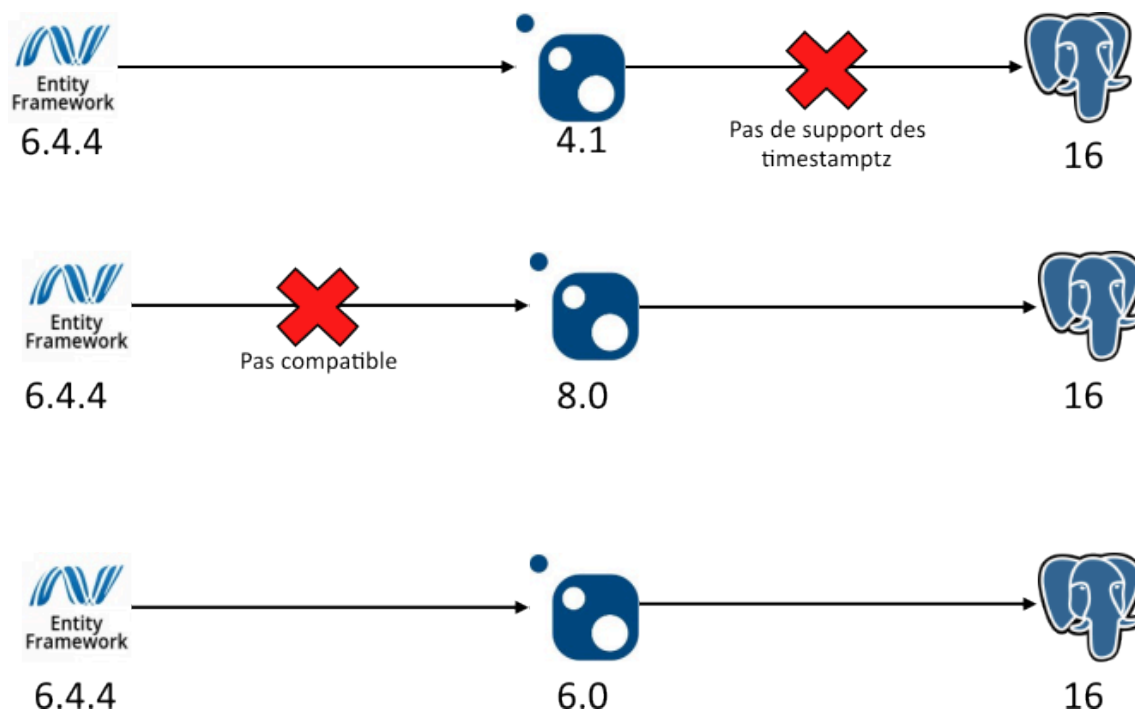 Entity
Framework
6.4.4
4.1
Pas de support des
timestamptz
16
Entity
Framework
6.4.4
Pas compatible
8.0
16
Entity
Framework
6.4.4
6.0
16